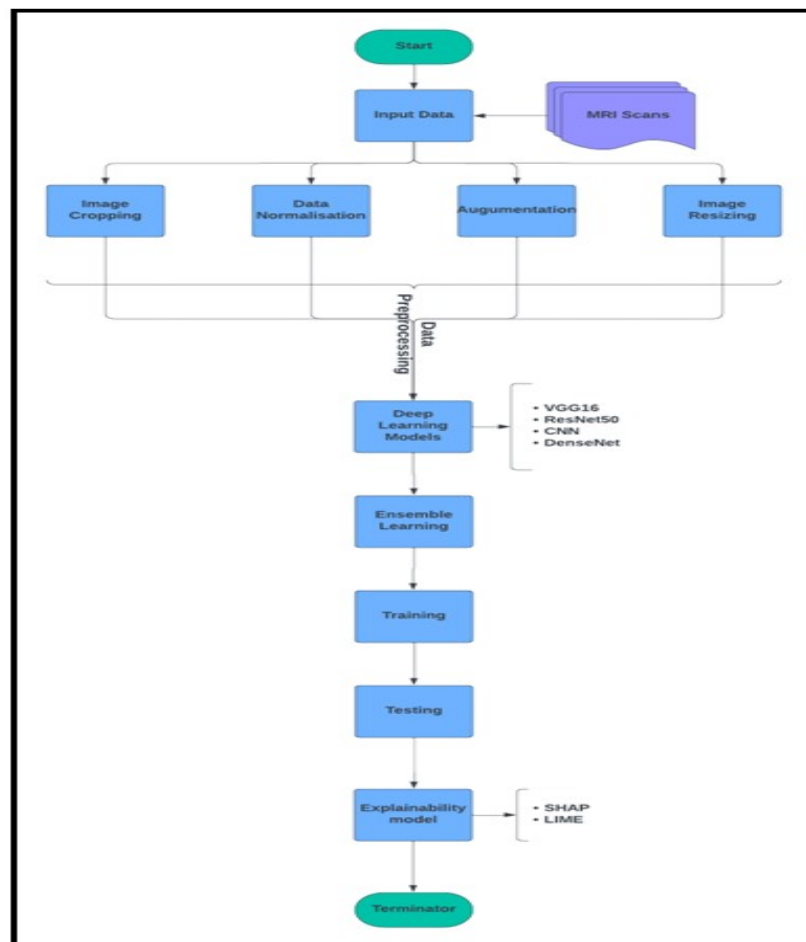 Start
Input Data
MRI Scans
Image
Cropping
Data
Normalisation
Augumentation
Image
Resizing
Data
Preprocessing
Deep
Learning
Models
• VGG16
• ResNet50
• CNN
• DenseNet
Ensemble
Learning
Training
Testing
Explainability
model
• SHAP
• LIME
Terminator